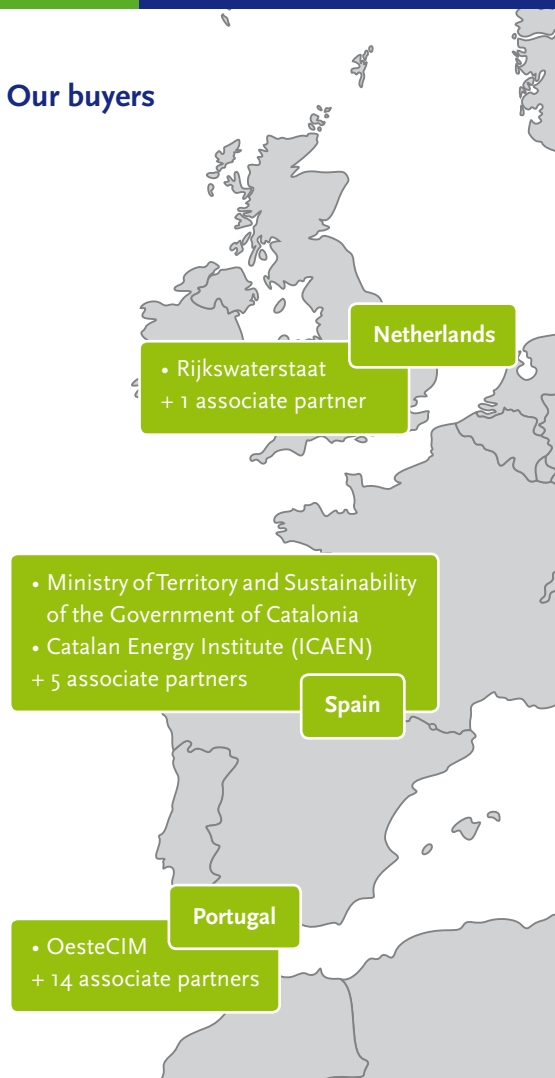 Our buyers
Netherlands
• Rijkswaterstaat
+ 1 associate partner
• Ministry of Territory and Sustainability
of the Government of Catalonia
• Catalan Energy Institute (ICAEN)
+ 5 associate partners
Spain
Portugal
• OesteCIM
+ 14 associate partners